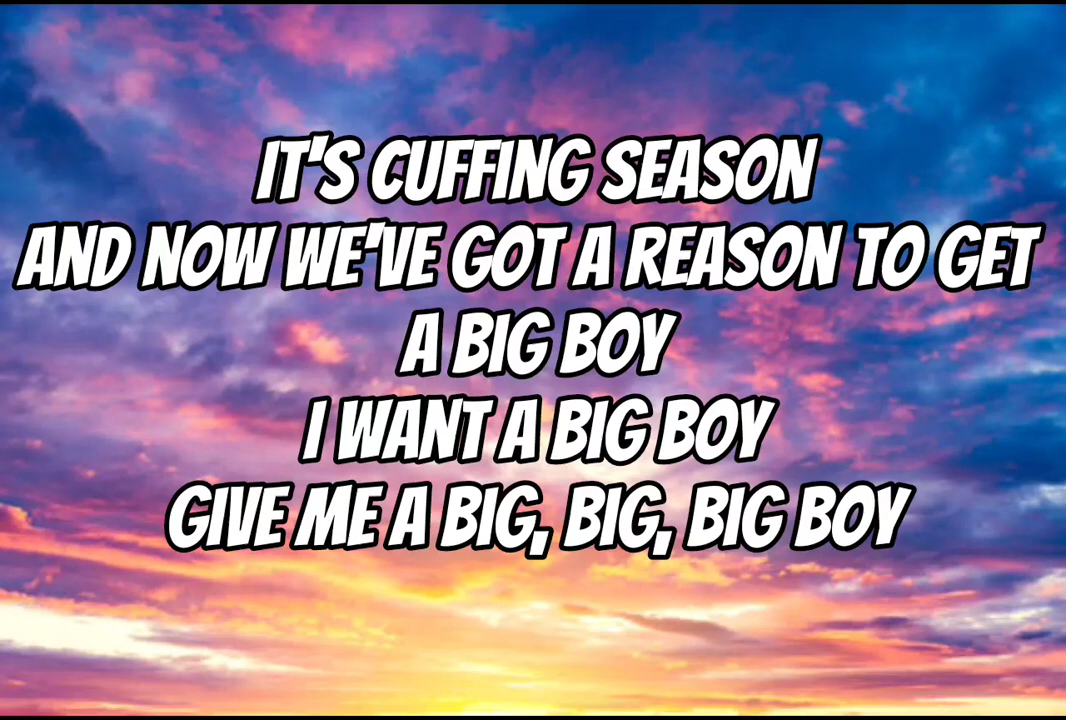 IT'S CUFFING SEASON
AND NOW WE'VE GOT A REASON TO GET
A BIG BOY
I WANT A BIG BOY
GIVE ME A BIG, BIG, BIG BOY